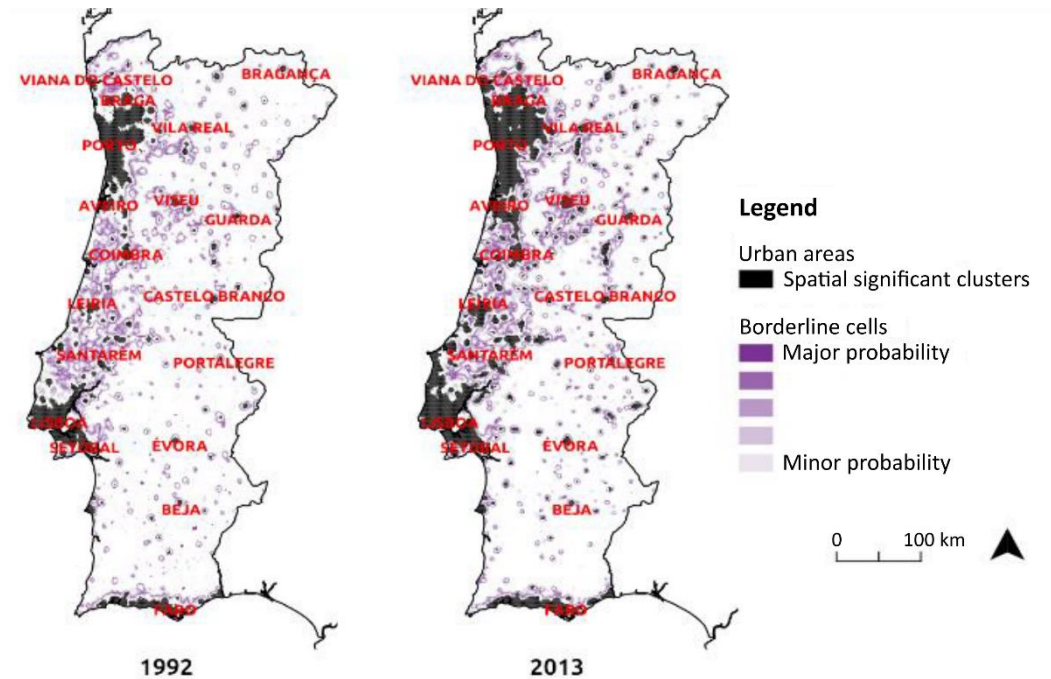 VIANA DO CASTELO
BRAGANÇA
BRAGA
VILA REAL
PORTO
AVEIRO
VISEU
GUARDA
COIMBRA
LEIRIA
CASTELO BRANCO
SANTARÉM
PORTALEGRE
LISBOA
SETÚBAL
ÉVORA
BEJA
FARO
1992
VIANA DO CASTELO
BRAGANÇA
BRAGA
VILA REAL
PORTO
AVEIRO
VISEU
GUARDA
COIMBRA
LEIRIA
CASTELO BRANCO
SANTARÉM
PORTALEGRE
LISBOA
SETÚBAL
ÉVORA
BEJA
FARO
2013
Legend
Urban areas
Spatial significant clusters
Borderline cells
Major probability
Minor probability
0 100 km